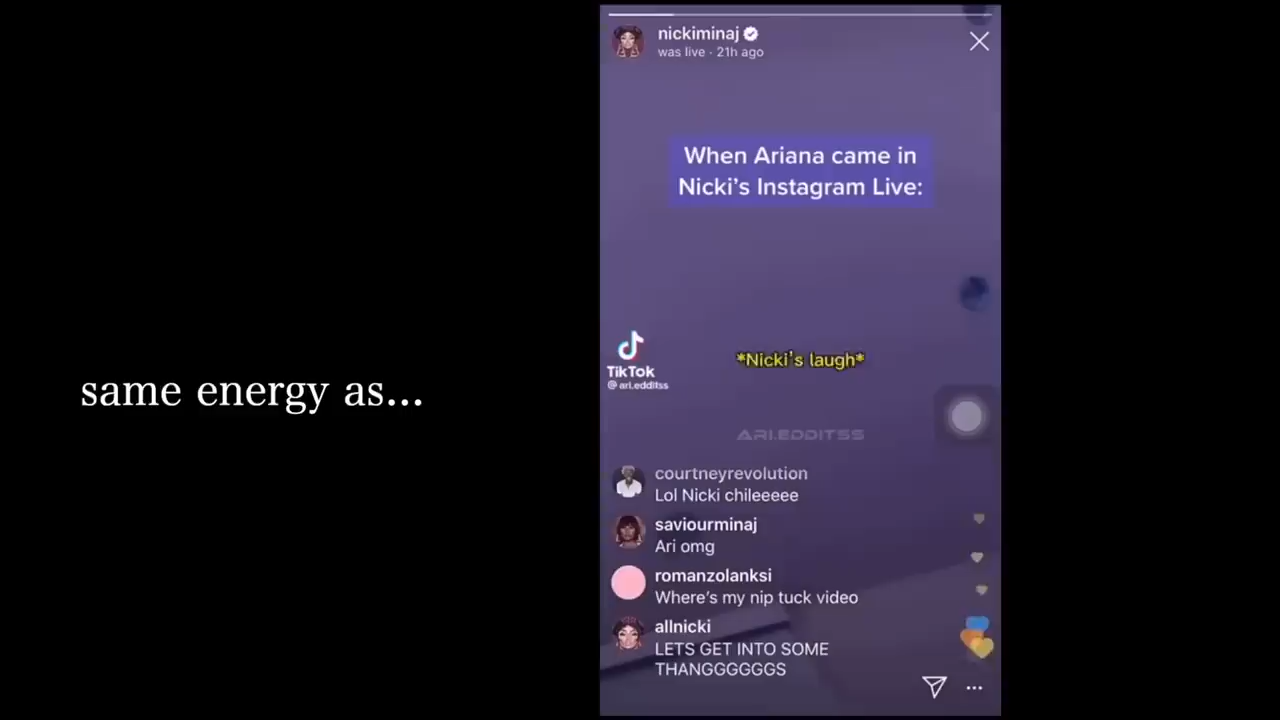 nickiminaj
was live · 21h ago
When Ariana came in
Nicki's Instagram Live:
TikTok
@ ari.edditss
*Nicki's laugh*
same energy as...
ARI.EDDITSS
courtneyrevolution
Lol Nicki chileeeee
saviourminaj
Ari omg
romanzolanksi
Where's my nip tuck video
allnicki
LETS GET INTO SOME
THANGGGGGGS